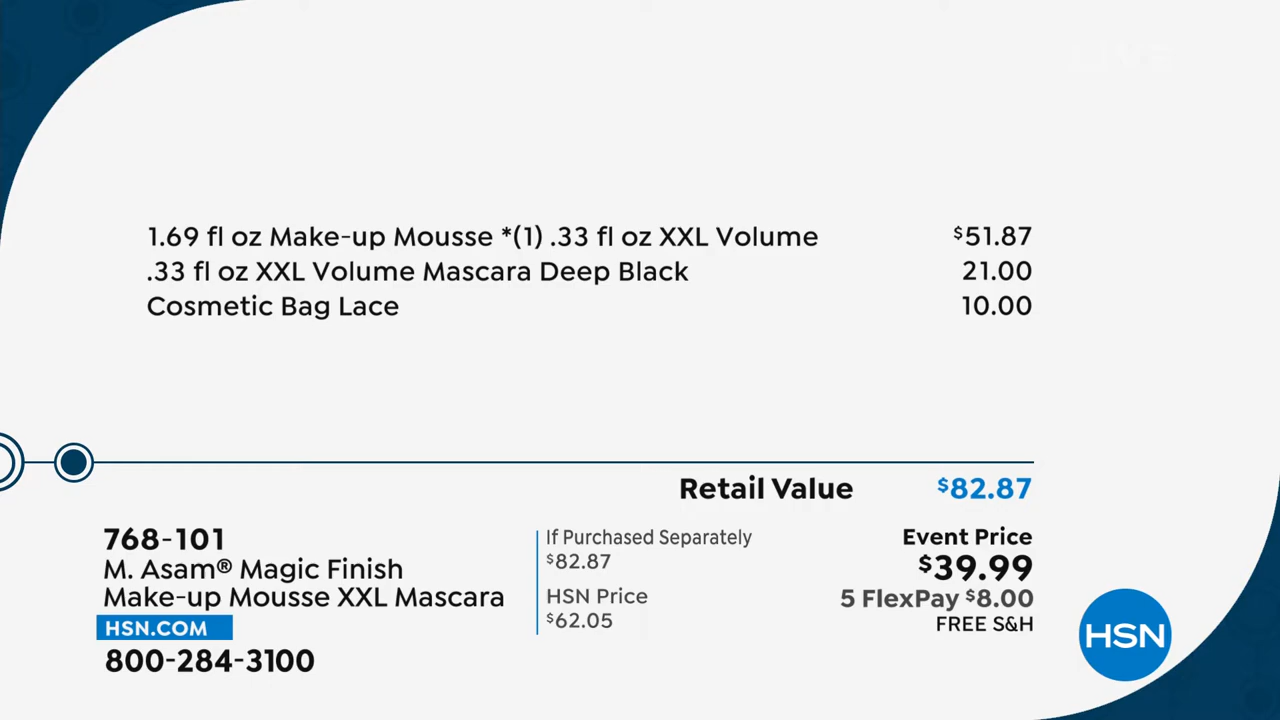 LIVE
1.69 fl oz Make-up Mousse *(1) .33 fl oz XXL Volume $51.87
.33 fl oz XXL Volume Mascara Deep Black 21.00
Cosmetic Bag Lace 10.00
Retail Value $82.87
768-101
M. Asam® Magic Finish
Make-up Mousse XXL Mascara
HSN.COM
800-284-3100
If Purchased Separately
$82.87
HSN Price
$62.05
Event Price
$39.99
5 FlexPay $8.00
FREE S&H
HSN